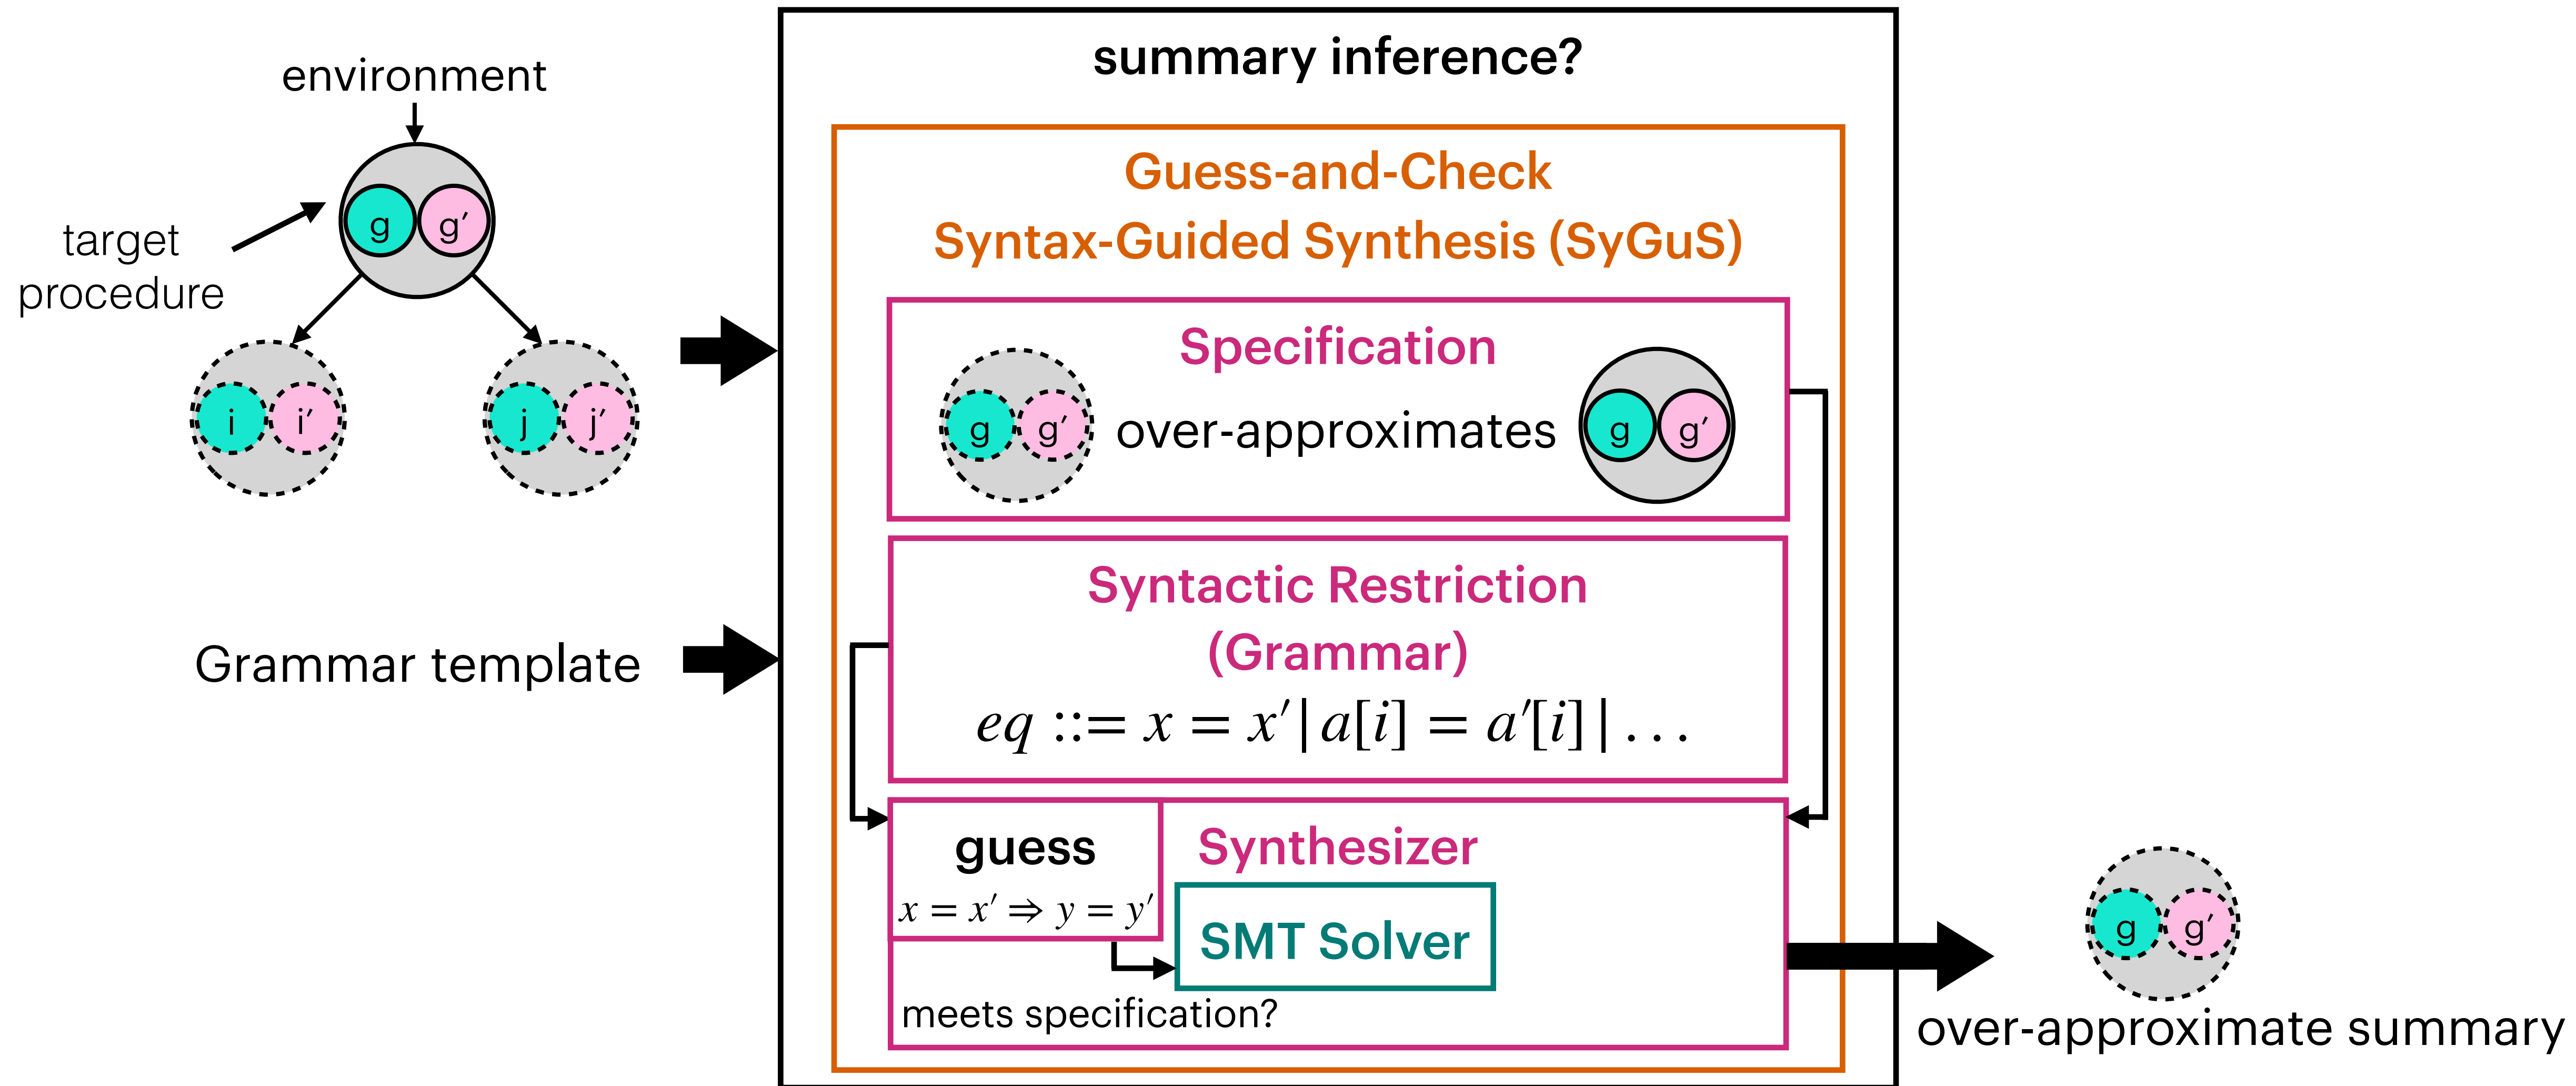 environment
g g′
target
procedure
i i′
j j′
Grammar template
summary inference?
Guess-and-Check
Syntax-Guided Synthesis (SyGuS)
Specification
g g′ over-approximates g g′
Syntactic Restriction
(Grammar)
eq ::= x = x′ | a[i] = a′[i] | . . .
guess
x = x′ ⇒ y = y′
Synthesizer
SMT Solver
meets specification?
g g′
over-approximate summary